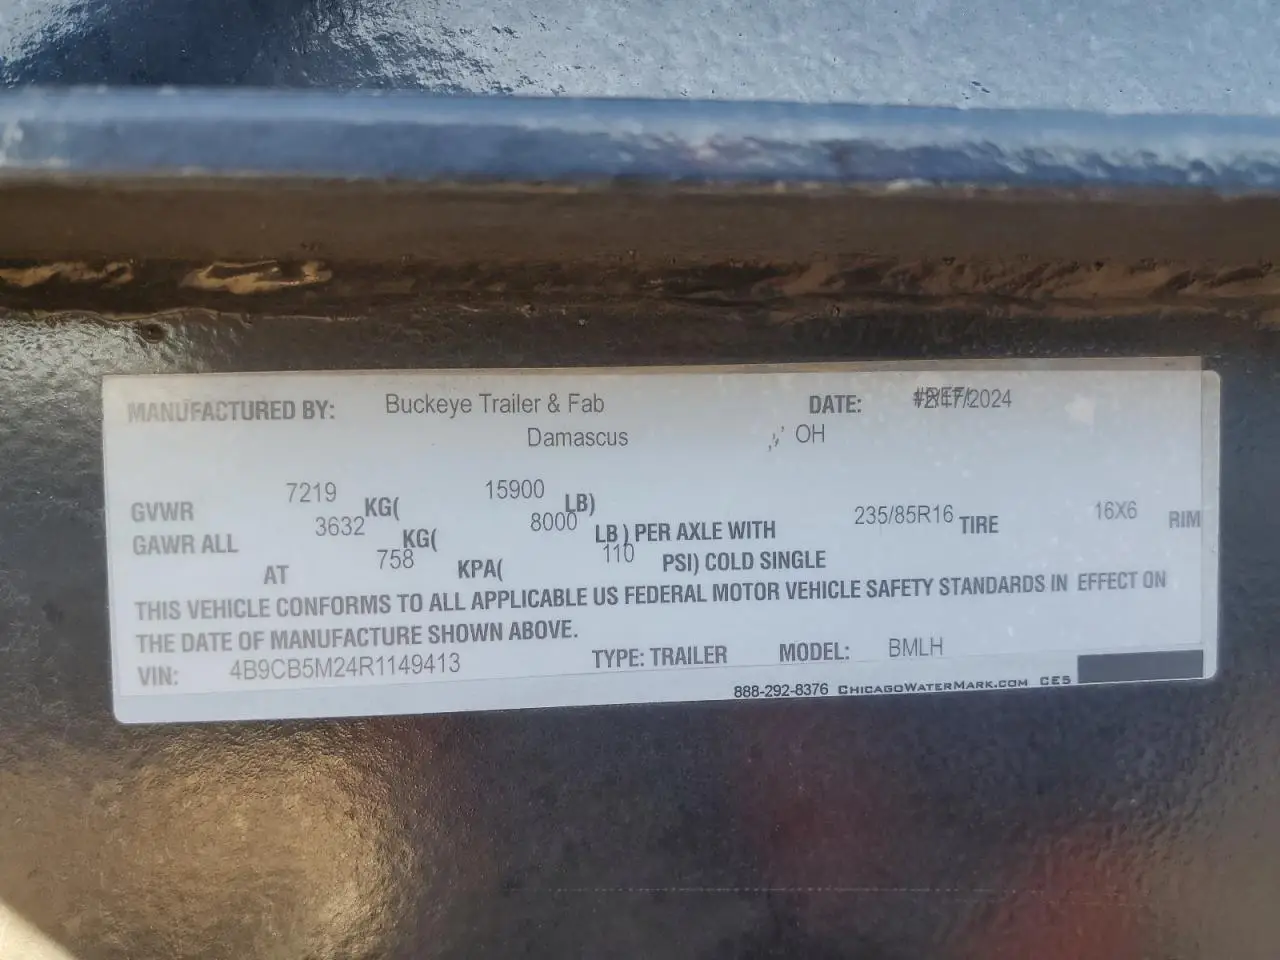 MANUFACTURED BY: Buckeye Trailer & Fab DATE: /2024
Damascus , OH
GVWR 7219 KG( 15900 LB)
GAWR ALL 3632 KG( 8000 LB ) PER AXLE WITH 235/85R16 TIRE 16X6 RIM
AT 758 KPA( 110 PSI) COLD SINGLE
THIS VEHICLE CONFORMS TO ALL APPLICABLE US FEDERAL MOTOR VEHICLE SAFETY STANDARDS IN EFFECT ON
THE DATE OF MANUFACTURE SHOWN ABOVE.
VIN: 4B9CB5M24R1149413 TYPE: TRAILER MODEL: BMLH
888-292-8376 CHICAGOWATERMARK.COM CES